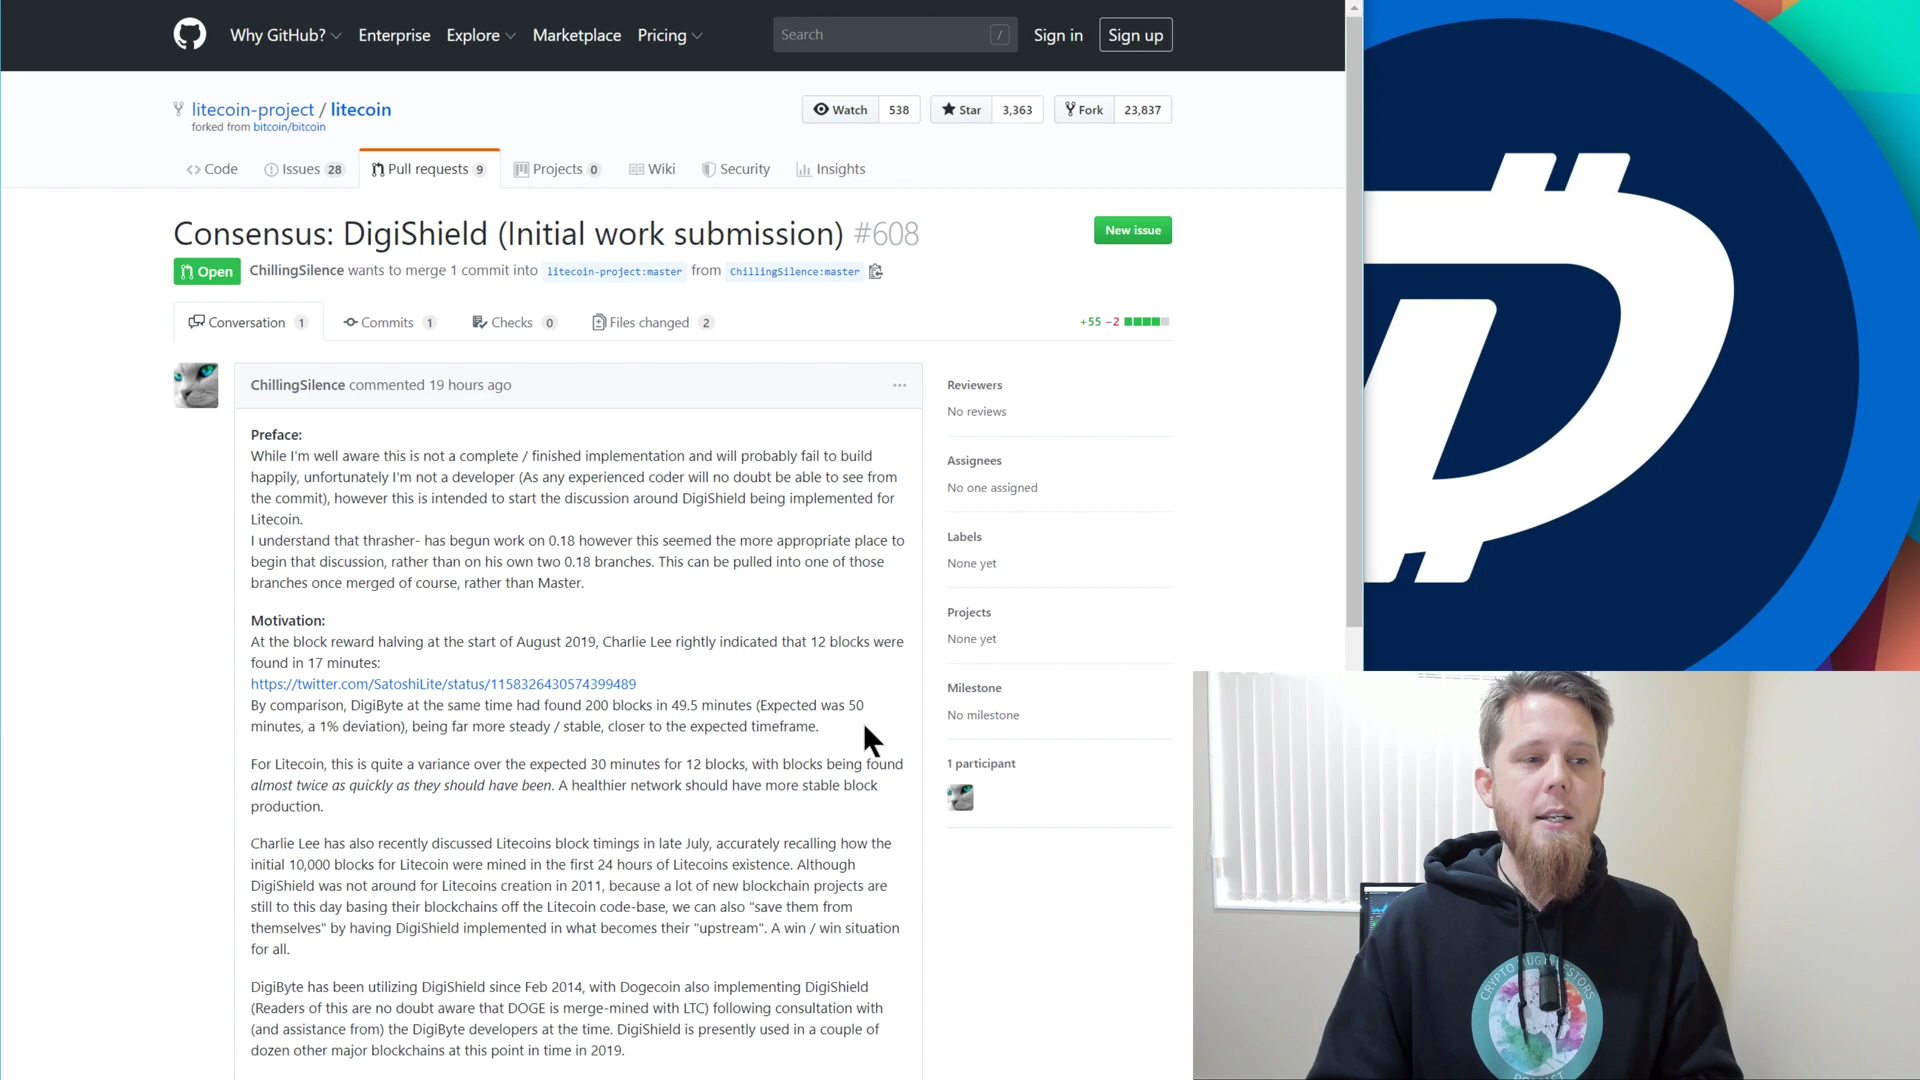 Why GitHub? Enterprise Explore Marketplace Pricing Search / Sign in Sign up
litecoin-project / litecoin
forked from bitcoin/bitcoin
Watch 538 Star 3,363 Fork 23,837
Code Issues 28 Pull requests 9 Projects 0 Wiki Security Insights
Consensus: DigiShield (Initial work submission) #608
New issue
Open ChillingSilence wants to merge 1 commit into litecoin-project:master from ChillingSilence:master
Conversation 1 Commits 1 Checks 0 Files changed 2 +55 −2
ChillingSilence commented 19 hours ago
Preface:
While I'm well aware this is not a complete / finished implementation and will probably fail to build
happily, unfortunately I'm not a developer (As any experienced coder will no doubt be able to see from
the commit), however this is intended to start the discussion around DigiShield being implemented for
Litecoin.
I understand that thrasher- has begun work on 0.18 however this seemed the more appropriate place to
begin that discussion, rather than on his own two 0.18 branches. This can be pulled into one of those
branches once merged of course, rather than Master.
Motivation:
At the block reward halving at the start of August 2019, Charlie Lee rightly indicated that 12 blocks were
found in 17 minutes:
https://twitter.com/SatoshiLite/status/1158326430574399489
By comparison, DigiByte at the same time had found 200 blocks in 49.5 minutes (Expected was 50
minutes, a 1% deviation), being far more steady / stable, closer to the expected timeframe.
For Litecoin, this is quite a variance over the expected 30 minutes for 12 blocks, with blocks being found
almost twice as quickly as they should have been. A healthier network should have more stable block
production.
Charlie Lee has also recently discussed Litecoins block timings in late July, accurately recalling how the
initial 10,000 blocks for Litecoin were mined in the first 24 hours of Litecoins existence. Although
DigiShield was not around for Litecoins creation in 2011, because a lot of new blockchain projects are
still to this day basing their blockchains off the Litecoin code-base, we can also "save them from
themselves" by having DigiShield implemented in what becomes their "upstream". A win / win situation
for all.
DigiByte has been utilizing DigiShield since Feb 2014, with Dogecoin also implementing DigiShield
(Readers of this are no doubt aware that DOGE is merge-mined with LTC) following consultation with
(and assistance from) the DigiByte developers at the time. DigiShield is presently used in a couple of
dozen other major blockchains at this point in time in 2019.
Reviewers
No reviews
Assignees
No one assigned
Labels
None yet
Projects
None yet
Milestone
No milestone
1 participant
CRYPTO